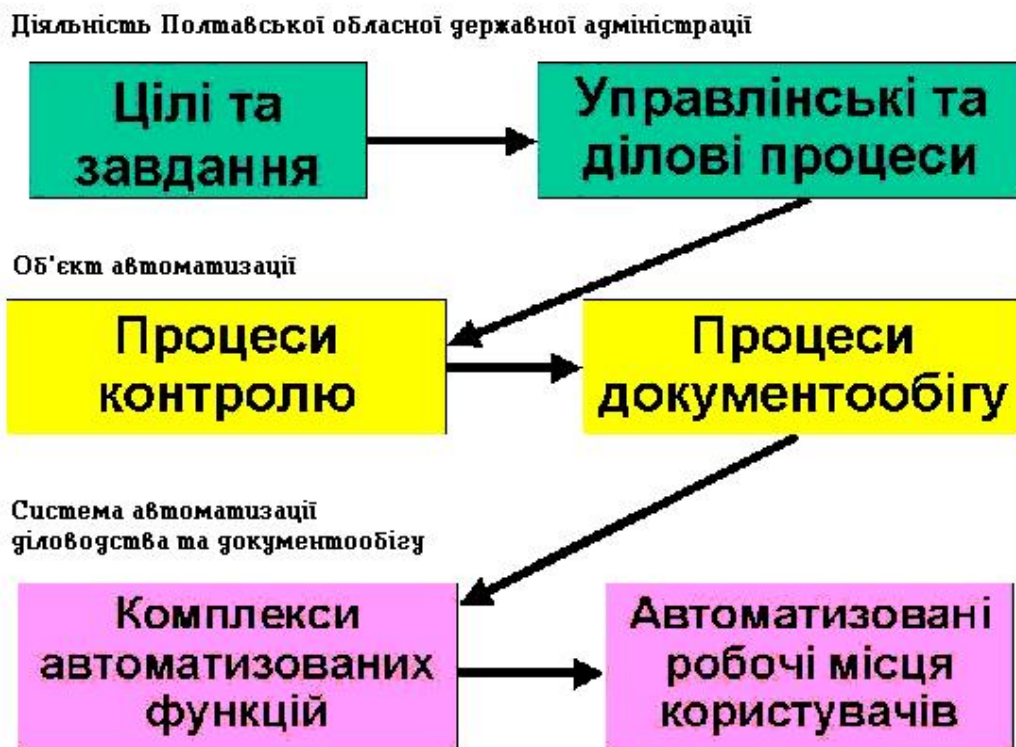 Діяльність Полтавської обласної державної адміністрації
Цілі та
завдання
Управлінські та
ділові процеси
Об'єкт автоматизації
Процеси
контролю
Процеси
документообігу
Система автоматизації
діловодства та документообігу
Комплекси
автоматизованих
функцій
Автоматизовані
робочі місця
користувачів